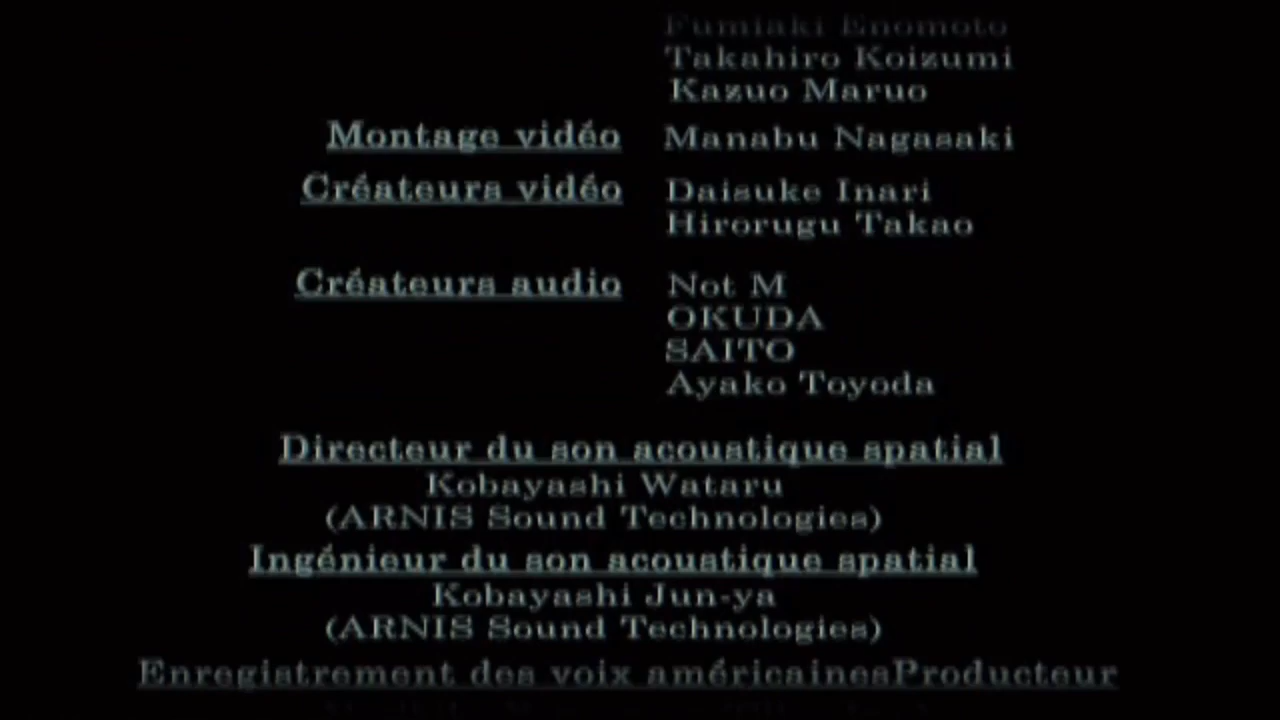 Fumiaki Enomoto
Takahiro Koizumi
Kazuo Maruo
Montage vidéo Manabu Nagasaki
Créateurs vidéo Daisuke Inari
Hirorugu Takao
Créateurs audio Not M
OKUDA
SAITO
Ayako Toyoda
Directeur du son acoustique spatial
Kobayashi Wataru
(ARNIS Sound Technologies)
Ingénieur du son acoustique spatial
Kobayashi Jun-ya
(ARNIS Sound Technologies)
Enregistrement des voix américainesProducteur